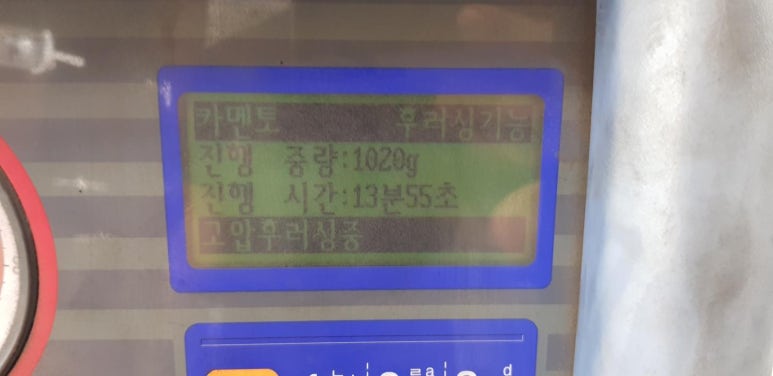 카멘토 후러싱기능
진행 중량:1020g
진행 시간:13분55초
고압후러싱중